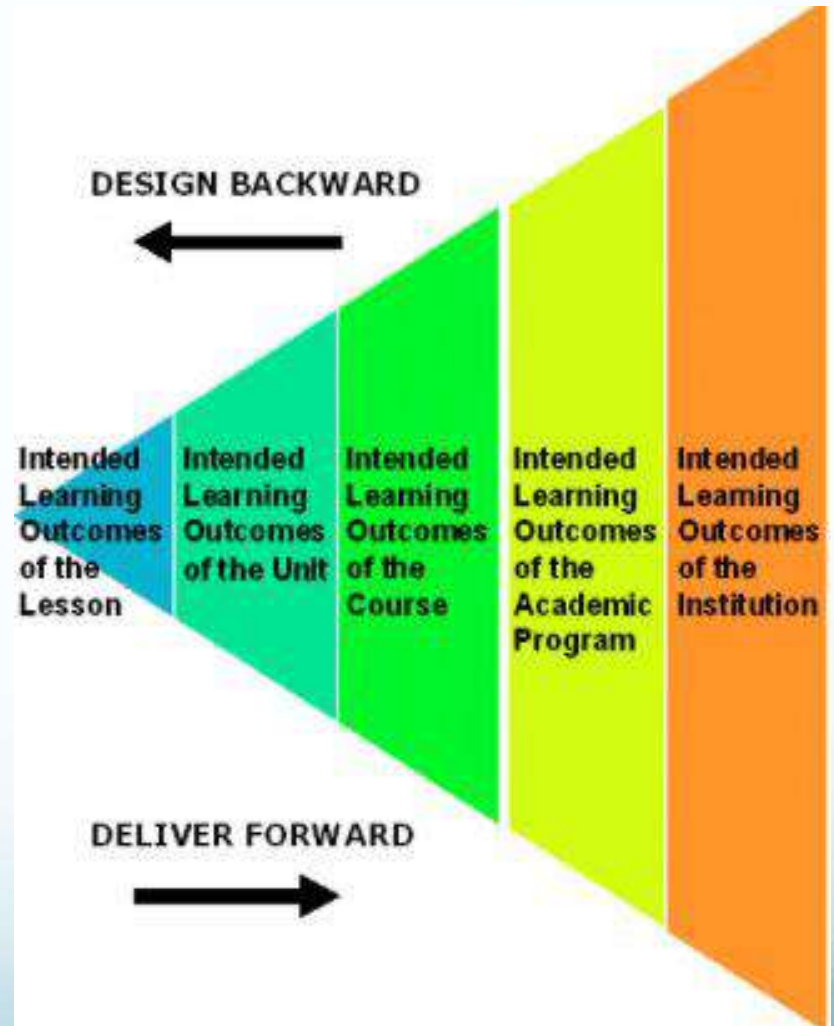 DESIGN BACKWARD
Intended
Learning
Outcomes
of the
Lesson
Intended
Learning
Outcomes
of the Unit
Intended
Learning
Outcomes
of the
Course
Intended
Learning
Outcomes
of the
Academic
Program
Intended
Learning
Outcomes
of the
Institution
DELIVER FORWARD